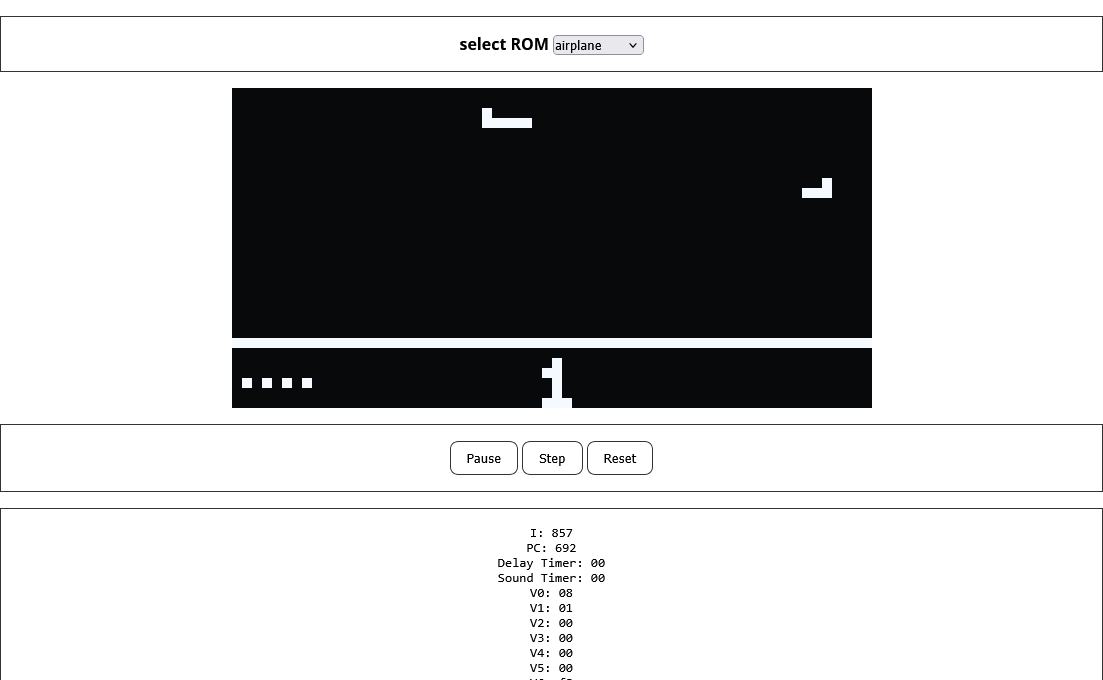 select ROM airplane
1
Pause Step Reset
I: 857
PC: 692
Delay Timer: 00
Sound Timer: 00
V0: 08
V1: 01
V2: 00
V3: 00
V4: 00
V5: 00